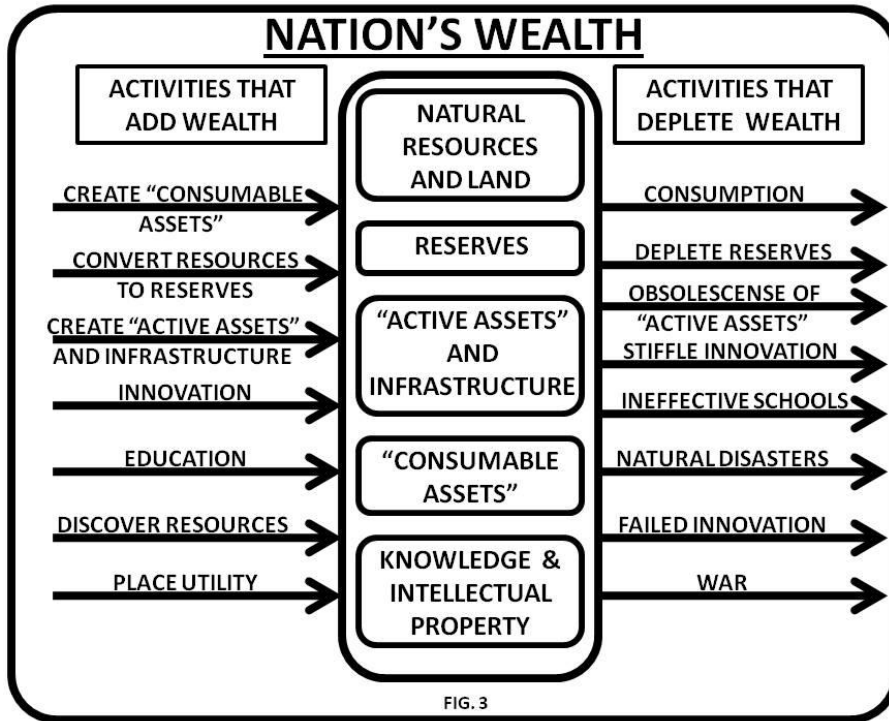 NATION'S WEALTH
ACTIVITIES THAT
ADD WEALTH
CREATE “CONSUMABLE
ASSETS”
CONVERT RESOURCES
TO RESERVES
CREATE “ACTIVE ASSETS”
AND INFRASTRUCTURE
INNOVATION
EDUCATION
DISCOVER RESOURCES
PLACE UTILITY
NATURAL
RESOURCES
AND LAND
RESERVES
“ACTIVE ASSETS”
AND
INFRASTRUCTURE
“CONSUMABLE
ASSETS”
KNOWLEDGE &
INTELLECTUAL
PROPERTY
ACTIVITIES THAT
DEPLETE WEALTH
CONSUMPTION
DEPLETE RESERVES
OBSOLESCENSE OF
“ACTIVE ASSETS”
STIFFLE INNOVATION
INEFFECTIVE SCHOOLS
NATURAL DISASTERS
FAILED INNOVATION
WAR
FIG. 3